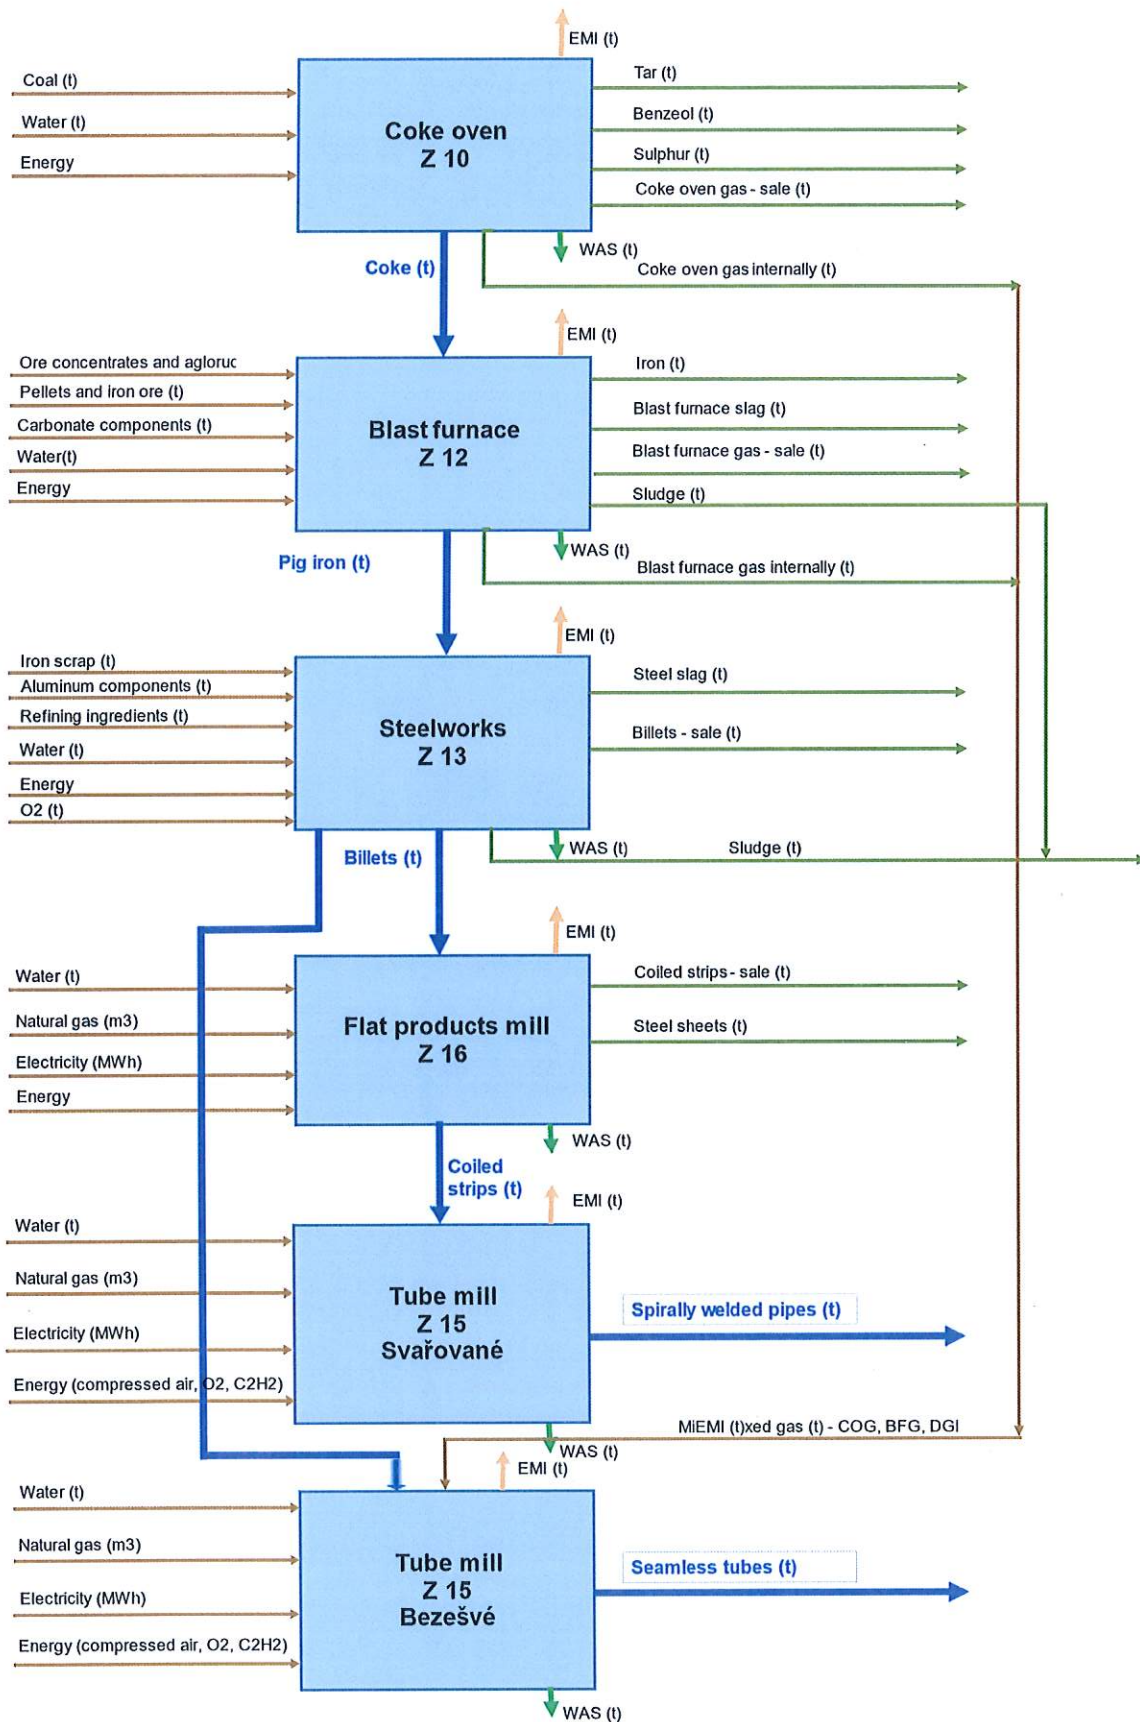 EMI (t)
Coal (t)
Water (t)
Energy
Coke oven
Z 10
Tar (t)
Benzeol (t)
Sulphur (t)
Coke oven gas - sale (t)
WAS (t)
Coke (t)
Coke oven gas internally (t)
EMI (t)
Ore concentrates and agloruc
Pellets and iron ore (t)
Carbonate components (t)
Water(t)
Energy
Blast furnace
Z 12
Iron (t)
Blast furnace slag (t)
Blast furnace gas - sale (t)
Sludge (t)
WAS (t)
Pig iron (t)
Blast furnace gas internally (t)
EMI (t)
Iron scrap (t)
Aluminum components (t)
Refining ingredients (t)
Water (t)
Energy
O2 (t)
Steelworks
Z 13
Steel slag (t)
Billets - sale (t)
Billets (t)
WAS (t)
Sludge (t)
EMI (t)
Water (t)
Natural gas (m3)
Electricity (MWh)
Energy
Flat products mill
Z 16
Coiled strips - sale (t)
Steel sheets (t)
WAS (t)
Coiled
strips (t)
EMI (t)
Water (t)
Natural gas (m3)
Electricity (MWh)
Energy (compressed air, O2, C2H2)
Tube mill
Z 15
Svařované
Spirally welded pipes (t)
MiEMI (t)xed gas (t) - COG, BFG, DGI
WAS (t)
EMI (t)
Water (t)
Natural gas (m3)
Electricity (MWh)
Energy (compressed air, O2, C2H2)
Tube mill
Z 15
Bezešvé
Seamless tubes (t)
WAS (t)